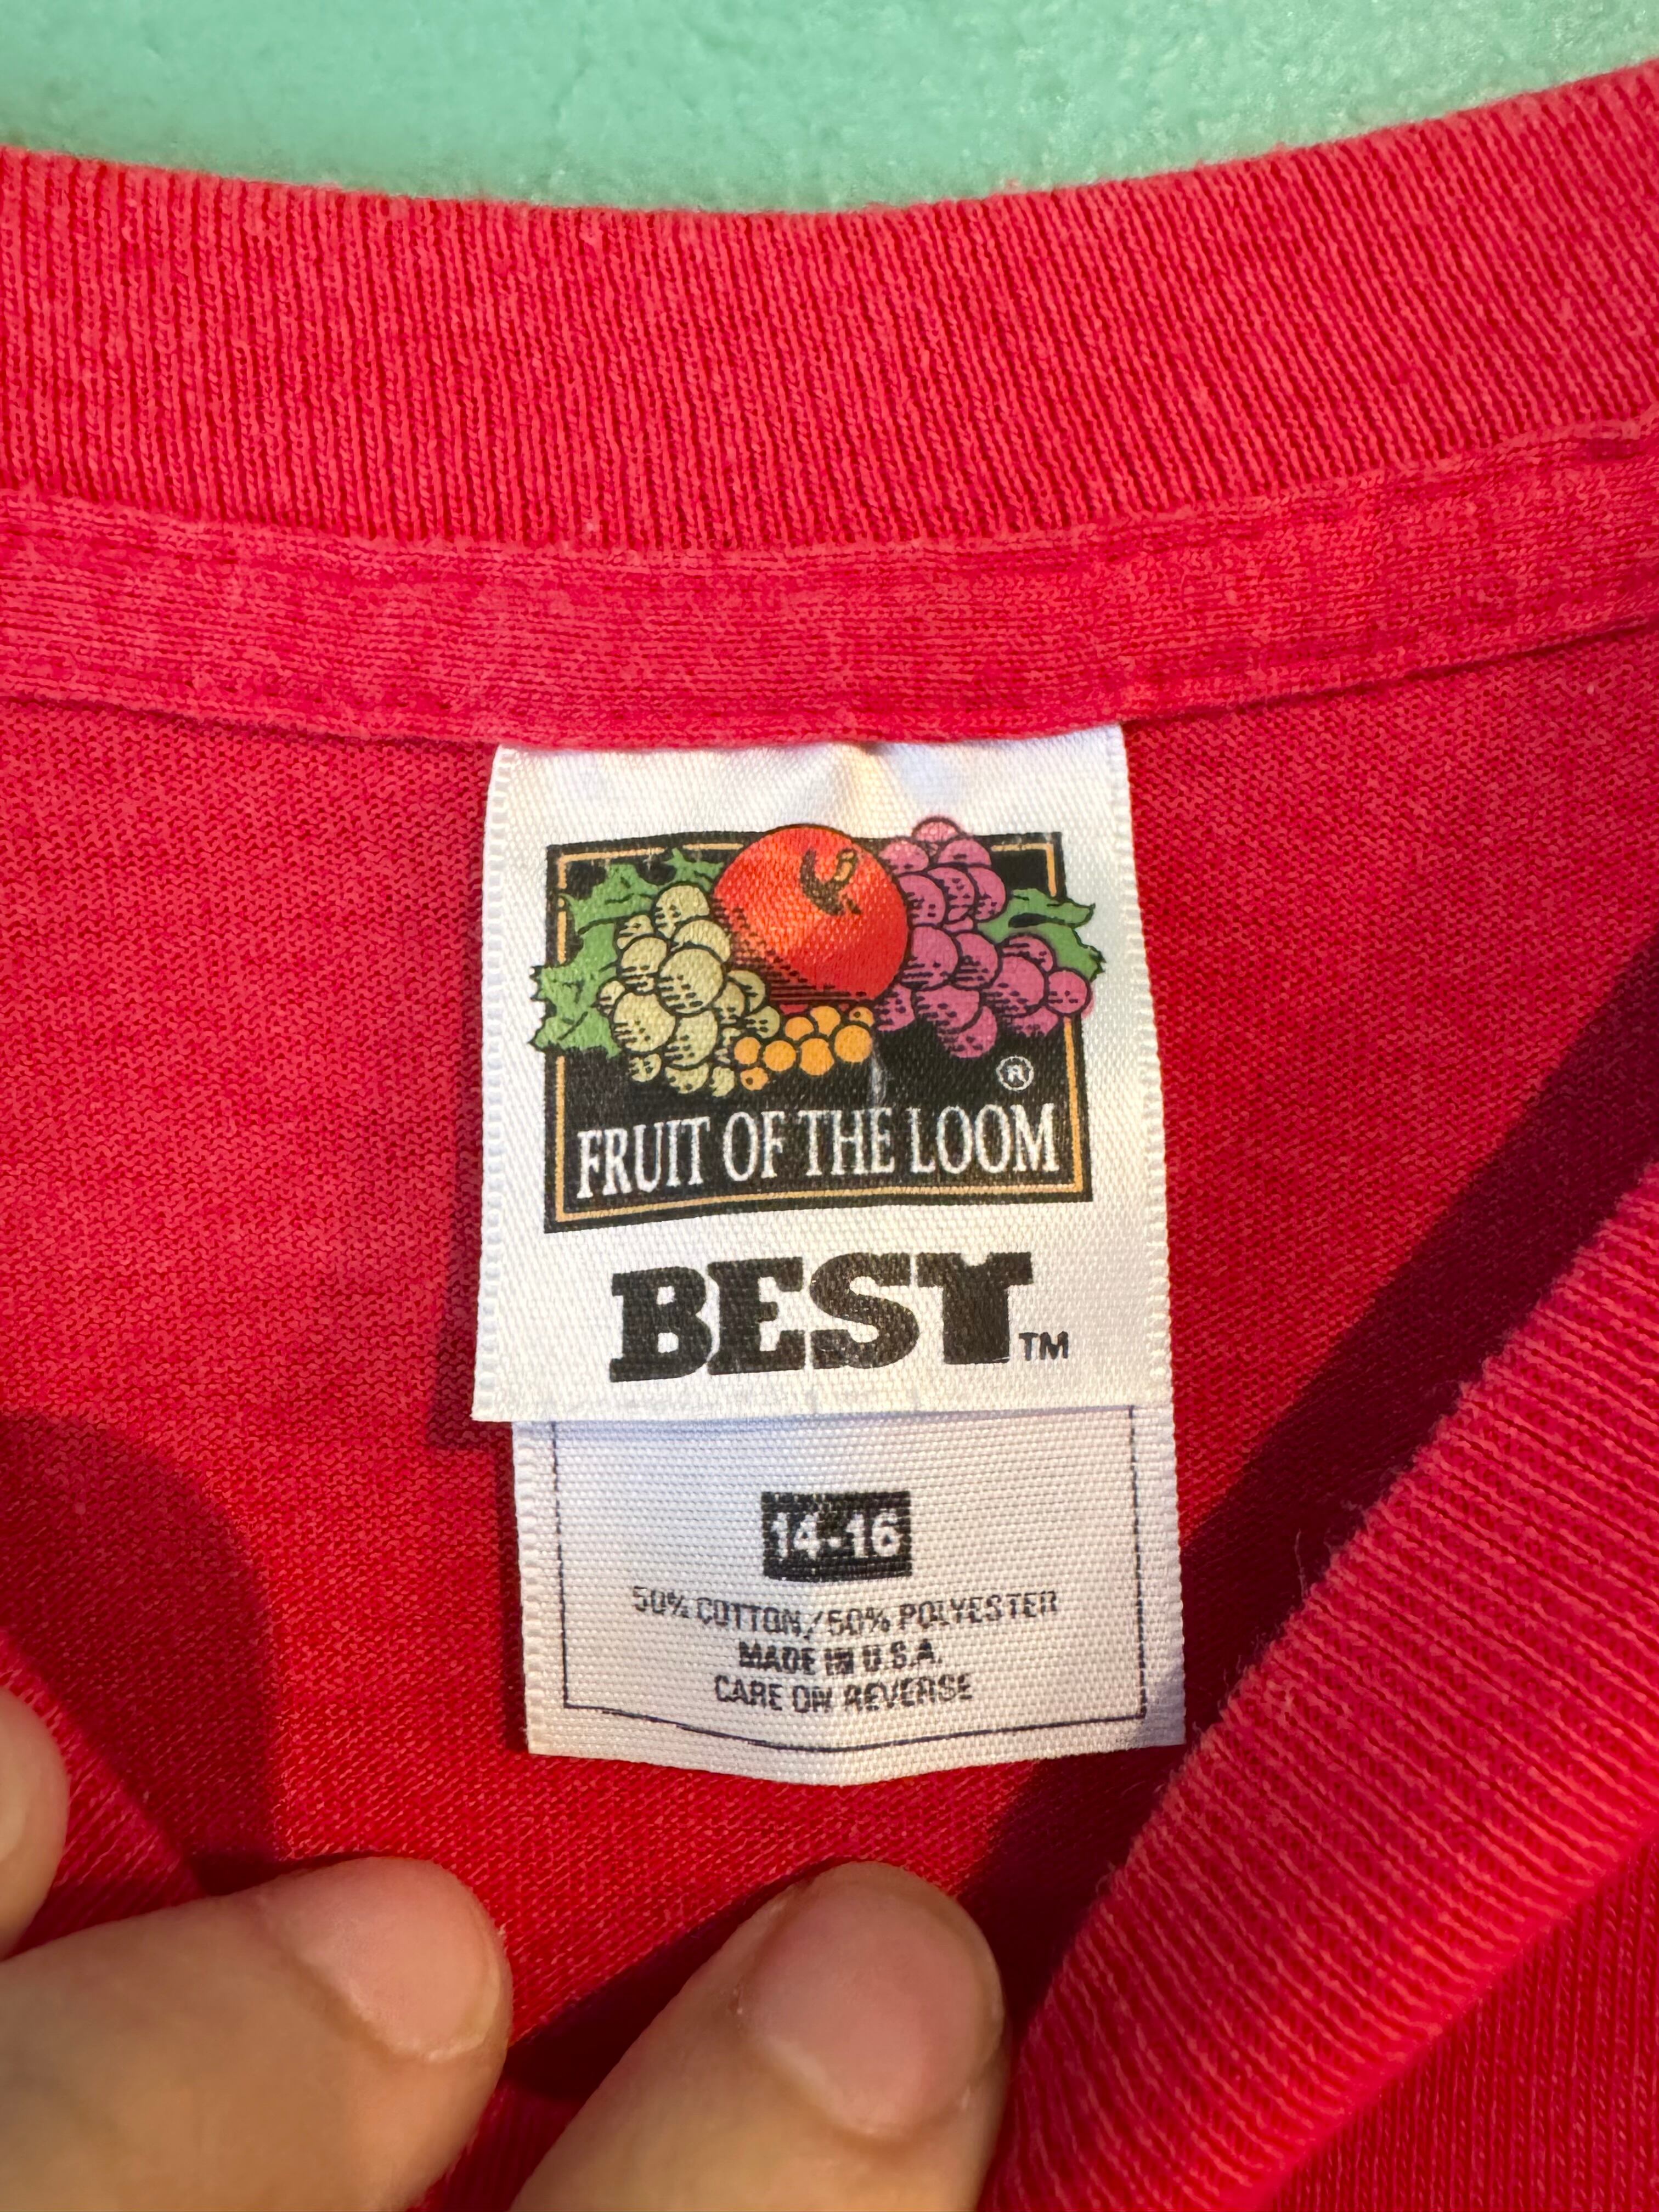 ®
FRUIT OF THE LOOM
BEST™
14-16
50% COTTON/50% POLYESTER
MADE IN U.S.A.
CARE ON REVERSE